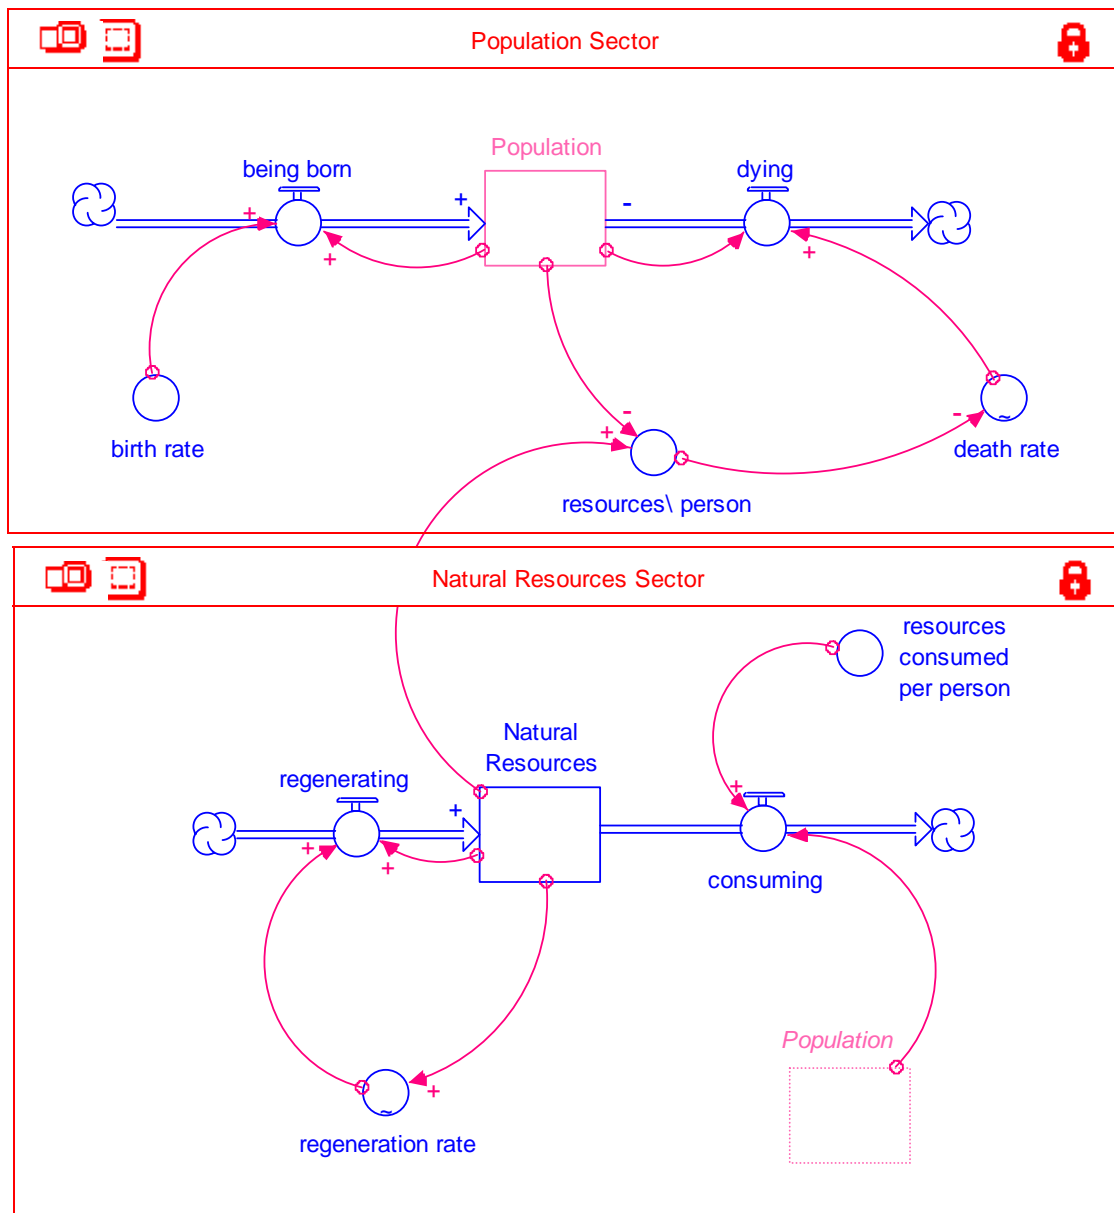 Population Sector
Population
being born
dying
+
-
+
+
+
birth rate
-
+
-
death rate
resources\ person
Natural Resources Sector
resources
consumed
per person
Natural
Resources
regenerating
+
+
+
+
consuming
Population
+
~
~
regeneration rate